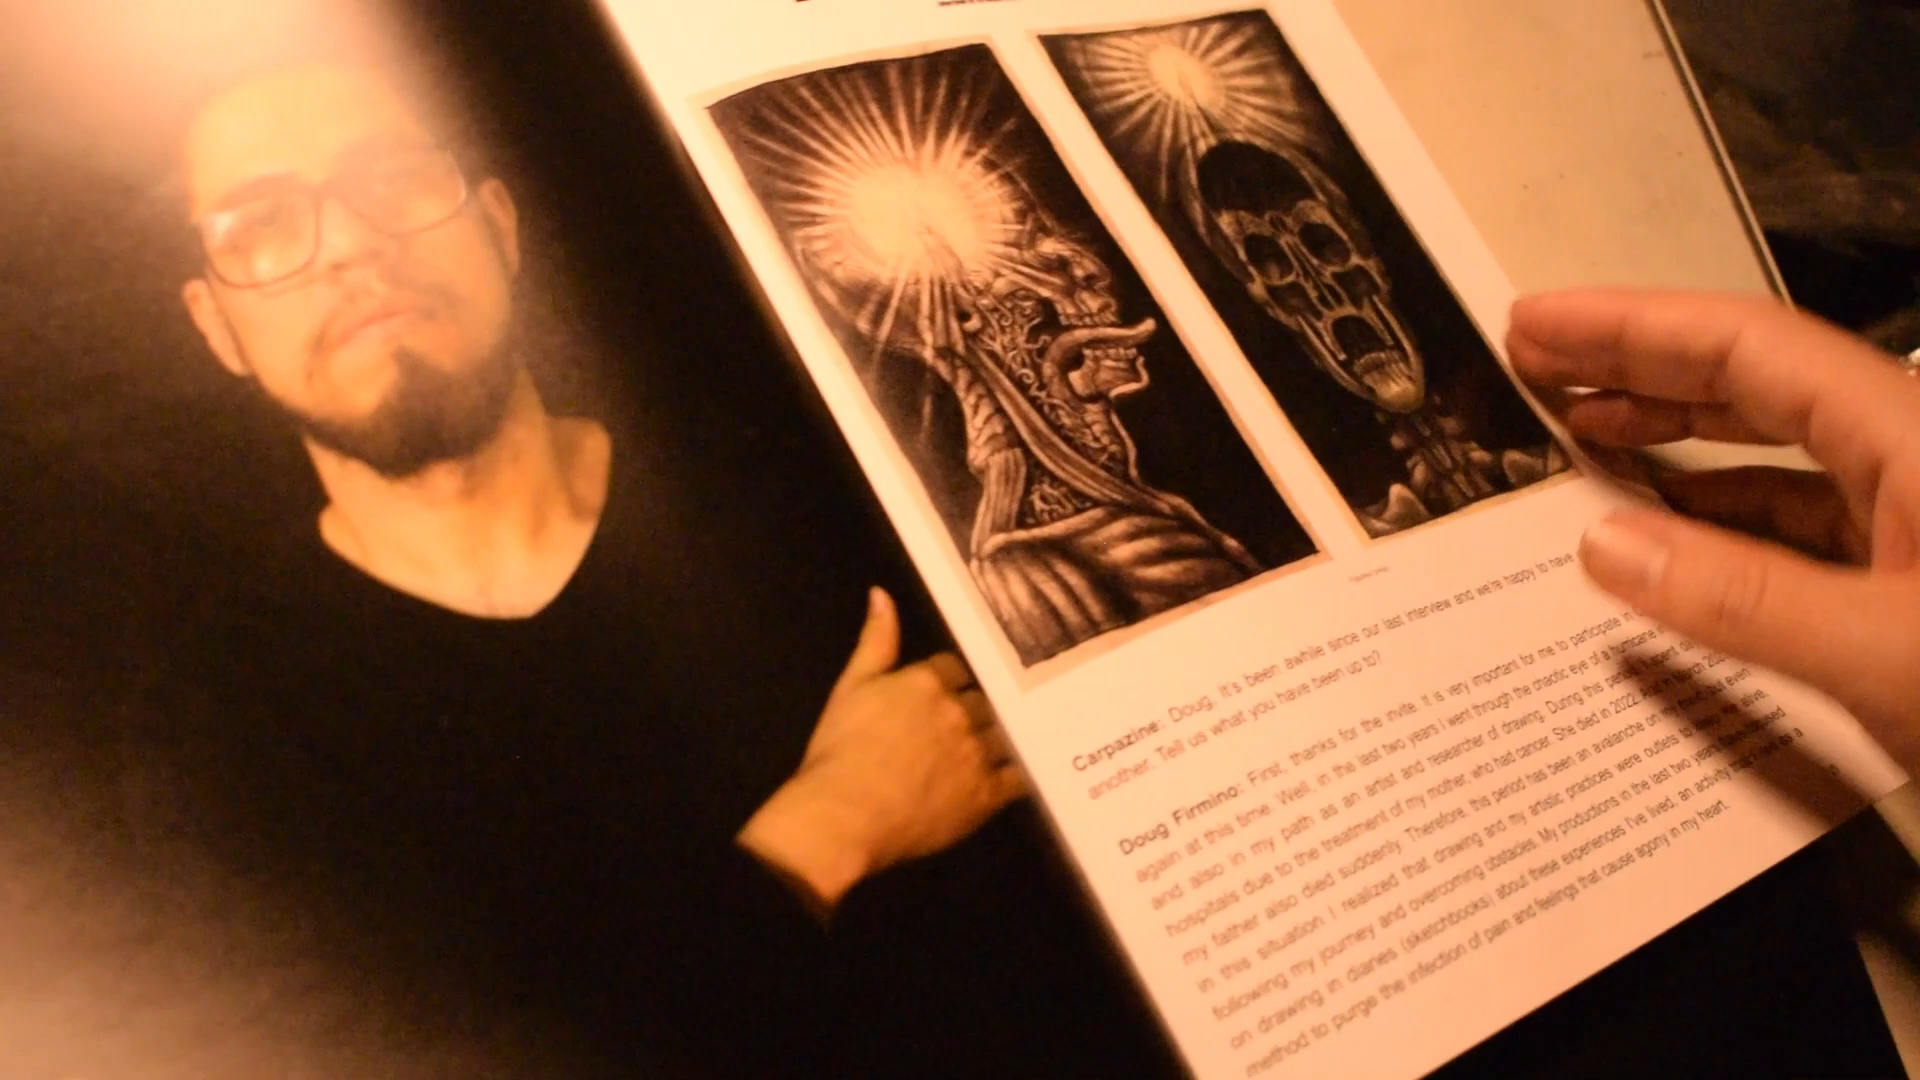 Carpazine: Doug, it's been awhile since our last interview and we're happy to have
another. Tell us what you have been up to?
Doug Firmino: First, thanks for the invite. It is very important for me to participate in
again at this time. Well, in the last two years I went through the chaotic eye of a hurricane
and also in my path as an artist and researcher of drawing. During this period I spent
hospitals due to the treatment of my mother, who had cancer. She died in 2022. And in March
my father also died suddenly. Therefore, this period has been an avalanche on my but even
in this situation I realized that drawing and my artistic practices were outlets to alive,
following my journey and overcoming obstacles. My productions in the last two years
on drawing in diaries (sketchbooks) about these experiences I've lived, an activity a
method to purge the infection of pain and feelings that cause agony in my heart.